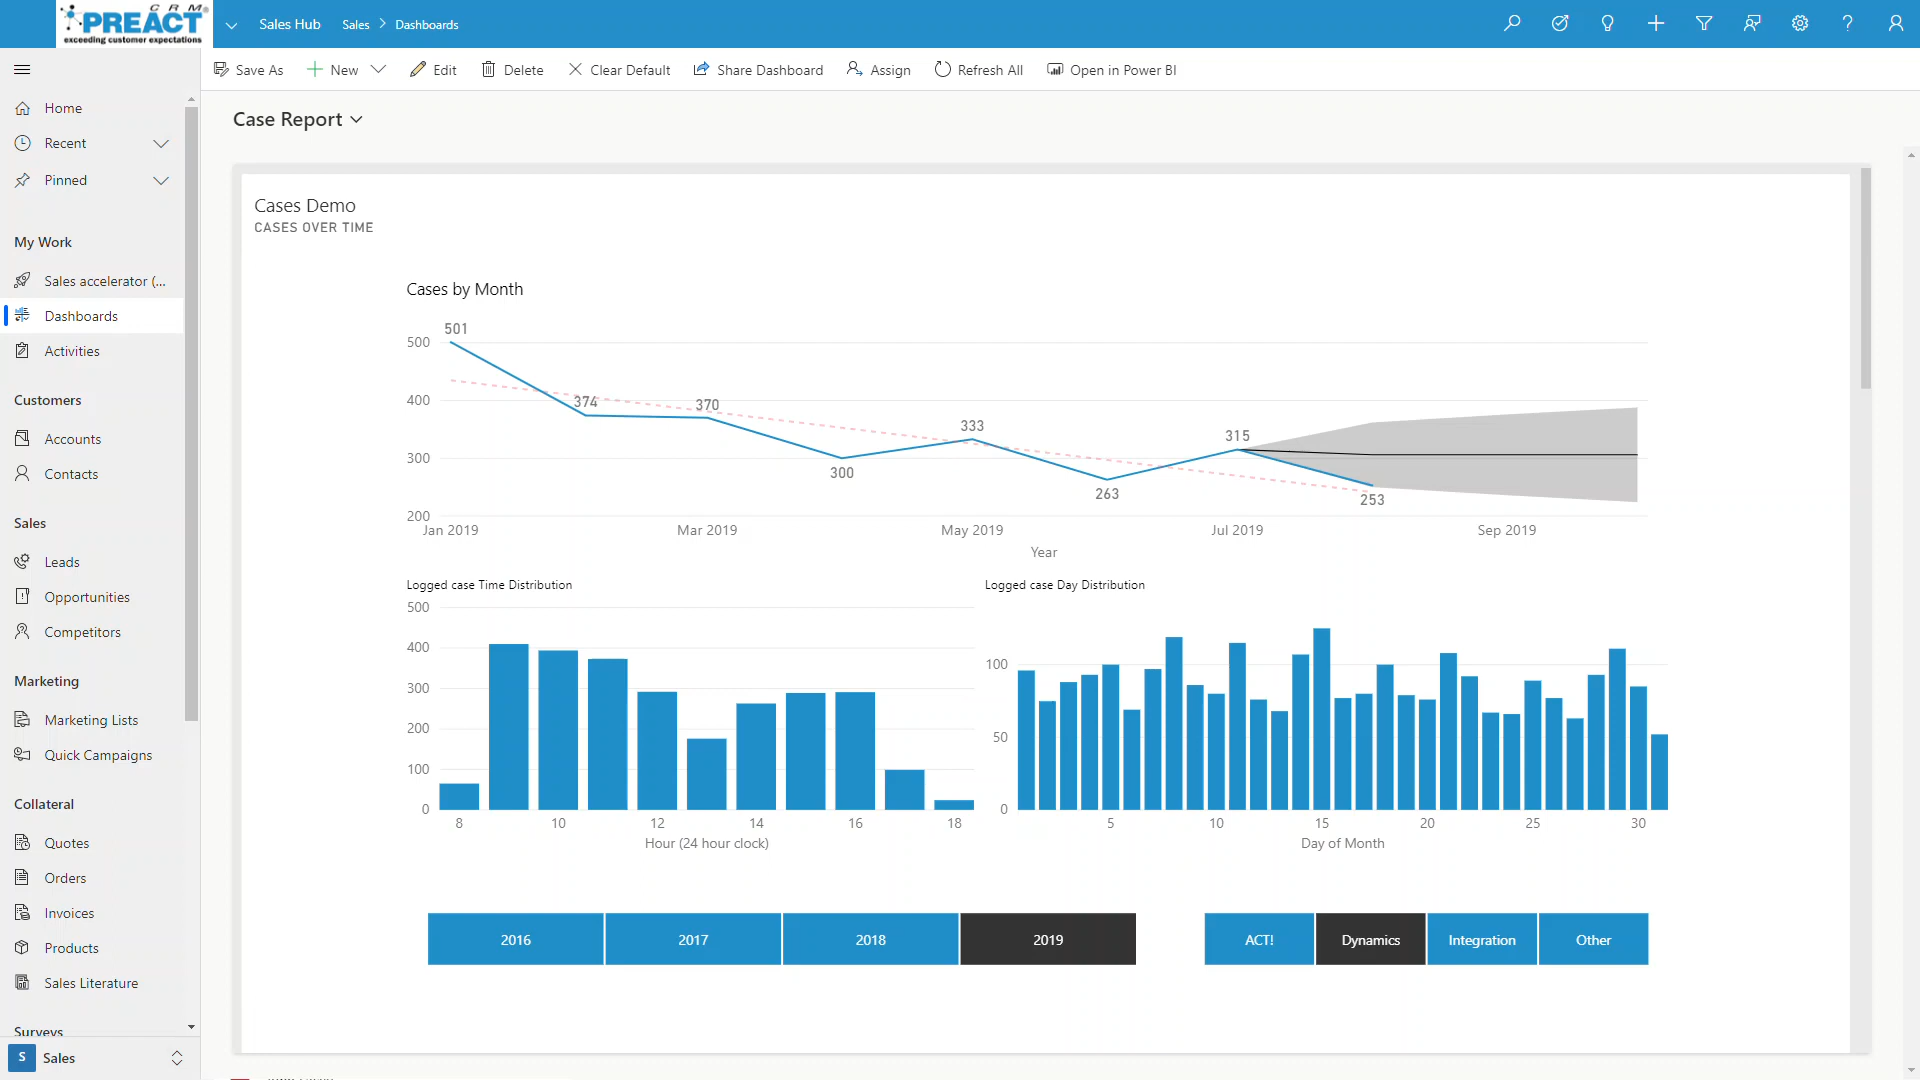 CRM
PREACT
exceeding customer expectations
Sales Hub
Sales
Dashboards
Save As
New
Edit
Delete
Clear Default
Share Dashboard
Assign
Refresh All
Open in Power BI
Home
Recent
Pinned
My Work
Sales accelerator (...
Dashboards
Activities
Customers
Accounts
Contacts
Sales
Leads
Opportunities
Competitors
Marketing
Marketing Lists
Quick Campaigns
Collateral
Quotes
Orders
Invoices
Products
Sales Literature
Surveys
S Sales
Case Report
Cases Demo
CASES OVER TIME
Cases by Month
500
400
300
200
501
374
370
300
333
263
315
253
Jan 2019
Mar 2019
May 2019
Jul 2019
Sep 2019
Year
Logged case Time Distribution
500
400
300
200
100
0
8
10
12
14
16
18
Hour (24 hour clock)
Logged case Day Distribution
100
50
0
5
10
15
20
25
30
Day of Month
2016
2017
2018
2019
ACT!
Dynamics
Integration
Other